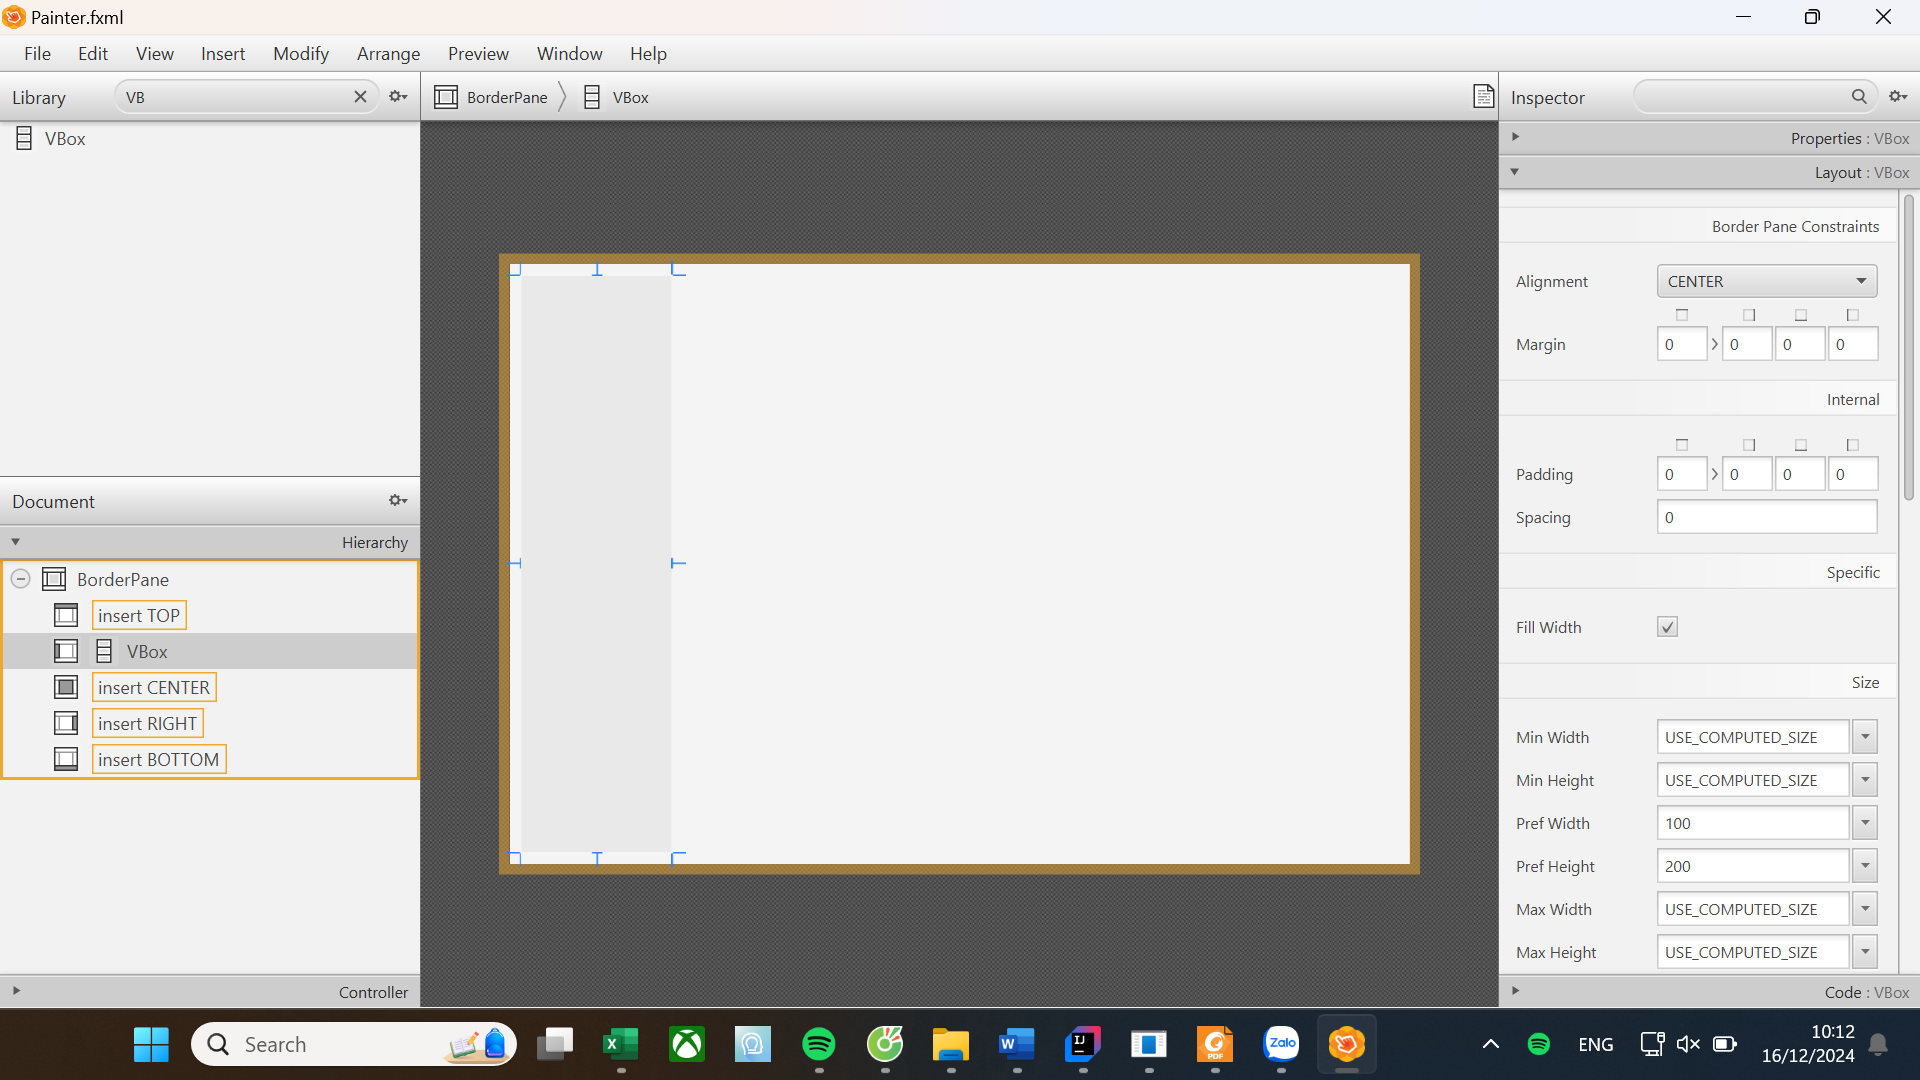 Painter.fxml
File Edit View Insert Modify Arrange Preview Window Help
Library VB
VBox
Document
Hierarchy
BorderPane
insert TOP
VBox
insert CENTER
insert RIGHT
insert BOTTOM
Controller
BorderPane VBox
Inspector
Properties : VBox
Layout : VBox
Border Pane Constraints
Alignment CENTER
Margin 0 0 0 0
Internal
Padding 0 0 0 0
Spacing 0
Specific
Fill Width
Size
Min Width USE_COMPUTED_SIZE
Min Height USE_COMPUTED_SIZE
Pref Width 100
Pref Height 200
Max Width USE_COMPUTED_SIZE
Max Height USE_COMPUTED_SIZE
Code : VBox
Search
X
W
IJ
PDF
Zalo
ENG
10:12
16/12/2024